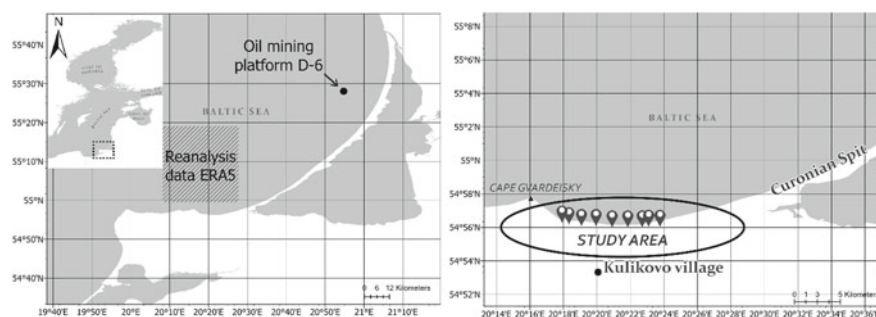 N
55°40'N
55°30'N
55°20'N
55°10'N
55°N
54°50'N
54°40'N
Oil mining
platform D-6
BALTIC SEA
Reanalysis
data ERA5
0 6 12 Kilometers
19°40'E 19°50'E 20°E 20°10'E 20°20'E 20°30'E 20°40'E 20°50'E 21°E 21°10'E
55°8'N
55°6'N
55°4'N
55°2'N
55°N
54°58'N
54°56'N
54°54'N
54°52'N
BALTIC SEA
Curonian Spit
CAPE GVARDEISKY
STUDY AREA
Kulikovo village
0 1 3 5 Kilometers
20°14'E 20°16'E 20°18'E 20°20'E 20°22'E 20°24'E 20°26'E 20°28'E 20°30'E 20°32'E 20°34'E 20°36'E